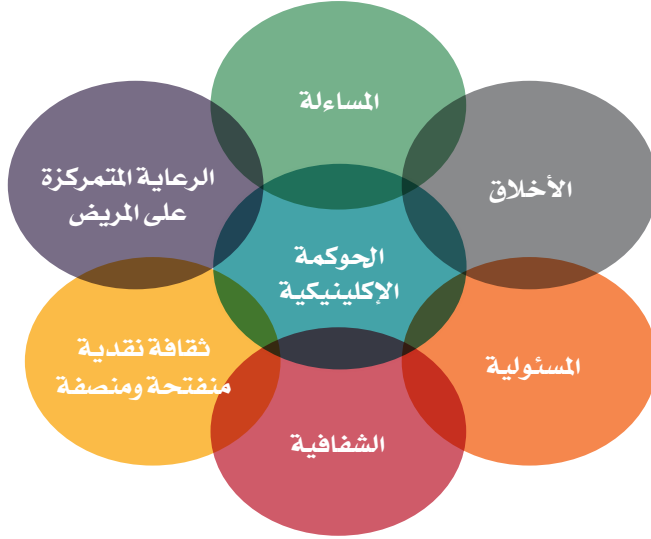 المساءلة
الأخلاق
الرعاية المتمركزة
على المريض
الحوكمة
الإكلينيكية
المسئولية
ثقافة نقدية
منفتحة ومنصفة
الشفافية